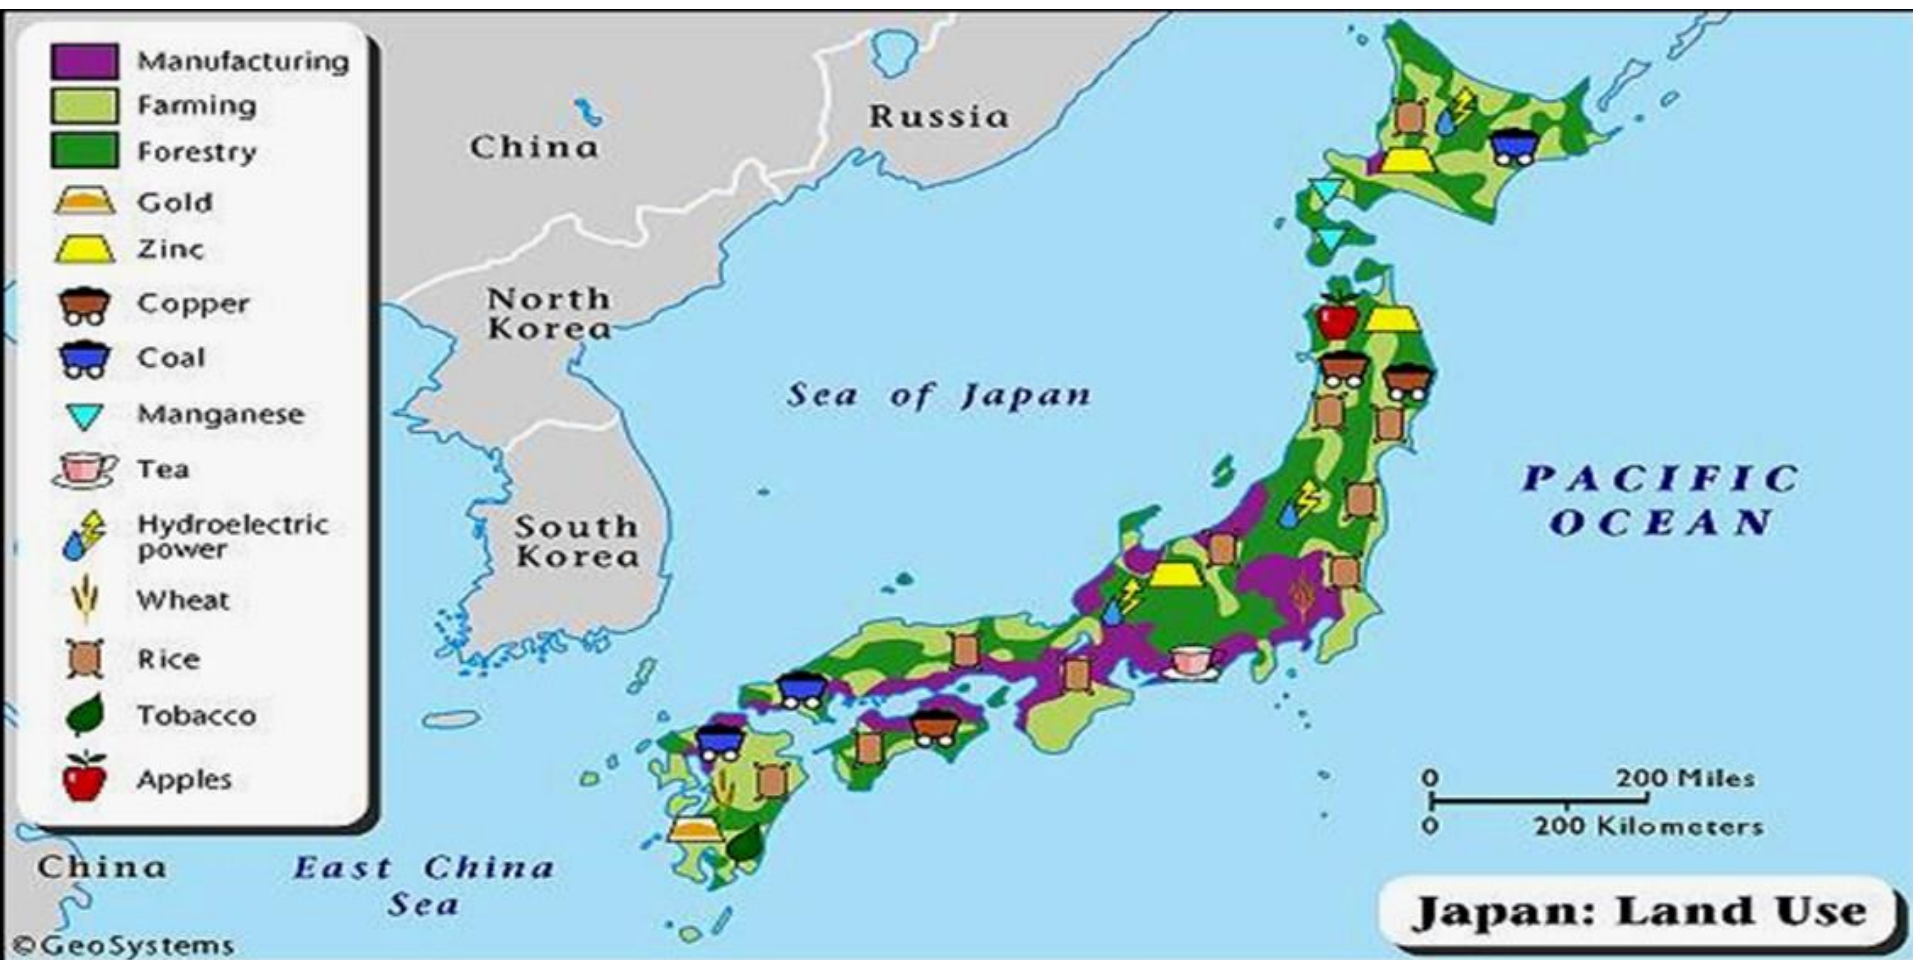 Manufacturing
Farming
Forestry
Gold
Zinc
Copper
Coal
Manganese
Tea
Hydroelectric
power
Wheat
Rice
Tobacco
Apples
China
Russia
North
Korea
South
Korea
Sea of Japan
PACIFIC
OCEAN
0 200 Miles
0 200 Kilometers
China
East China
Sea
Japan: Land Use
©GeoSystems